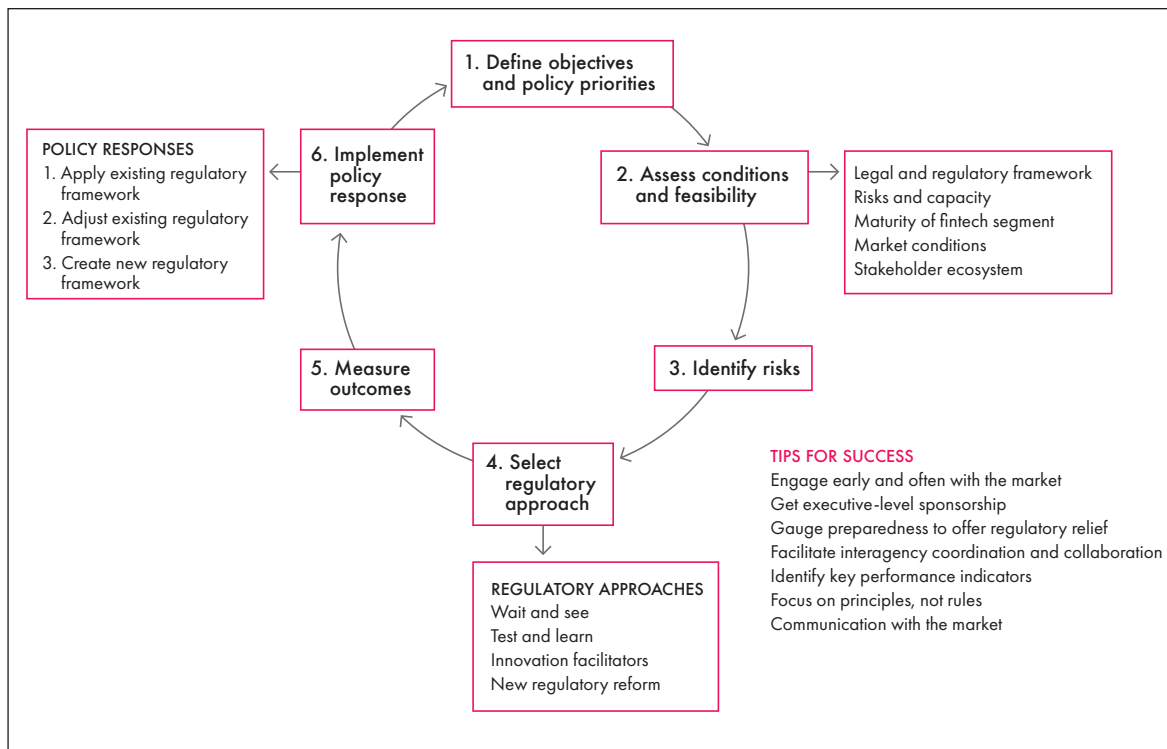 1. Define objectives
and policy priorities
POLICY RESPONSES
1. Apply existing regulatory
framework
2. Adjust existing regulatory
framework
3. Create new regulatory
framework
6. Implement
policy
response
2. Assess conditions
and feasibility
Legal and regulatory framework
Risks and capacity
Maturity of fintech segment
Market conditions
Stakeholder ecosystem
5. Measure
outcomes
3. Identify risks
4. Select
regulatory
approach
TIPS FOR SUCCESS
Engage early and often with the market
Get executive-level sponsorship
Gauge preparedness to offer regulatory relief
Facilitate interagency coordination and collaboration
Identify key performance indicators
Focus on principles, not rules
Communication with the market
REGULATORY APPROACHES
Wait and see
Test and learn
Innovation facilitators
New regulatory reform